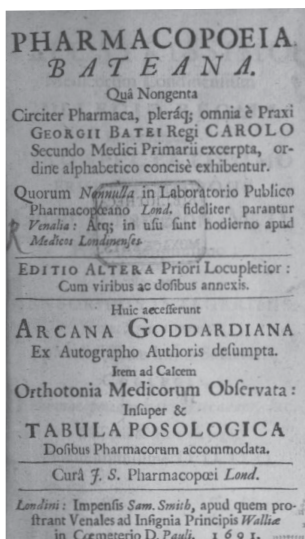 PHARMACOPOEIA
BATEANA.
Quâ Nongenta
Circiter Pharmaca, pleráq; omnia è Praxi
GEORGII BATEI Regi CAROLO
Secundo Medici Primarii excerpta, or-
dine alphabetico concisè exhibentur.
Quorum Nonnulla in Laboratorio Publico
Pharmacopœano Lond. fideliter parantur
Venalia: Atq; in usu sunt hodierno apud
Medicos Londinenses.
EDITIO ALTERA Priori Locupletior:
Cum viribus ac dosibus annexis.
Huic accesserunt
ARCANA GODDARDIANA
Ex Autographo Authoris desumpta.
Item ad Calcem
Orthotonia Medicorum Observata:
Insuper &
TABULA POSOLOGICA
Dosibus Pharmacorum accommodata.
Curâ J. S. Pharmacopœi Lond.
Londini: Impensis Sam. Smith, apud quem pro-
strant Venales ad Insignia Principis Walliæ
in Cœmeterio D. Pauli. 1691.